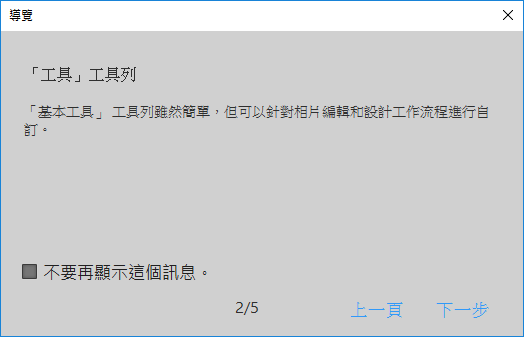 導覽
「工具」工具列
「基本工具」 工具列雖然簡單，但可以針對相片編輯和設計工作流程進行自
訂。
不要再顯示這個訊息。
2/5 上一頁 下一步